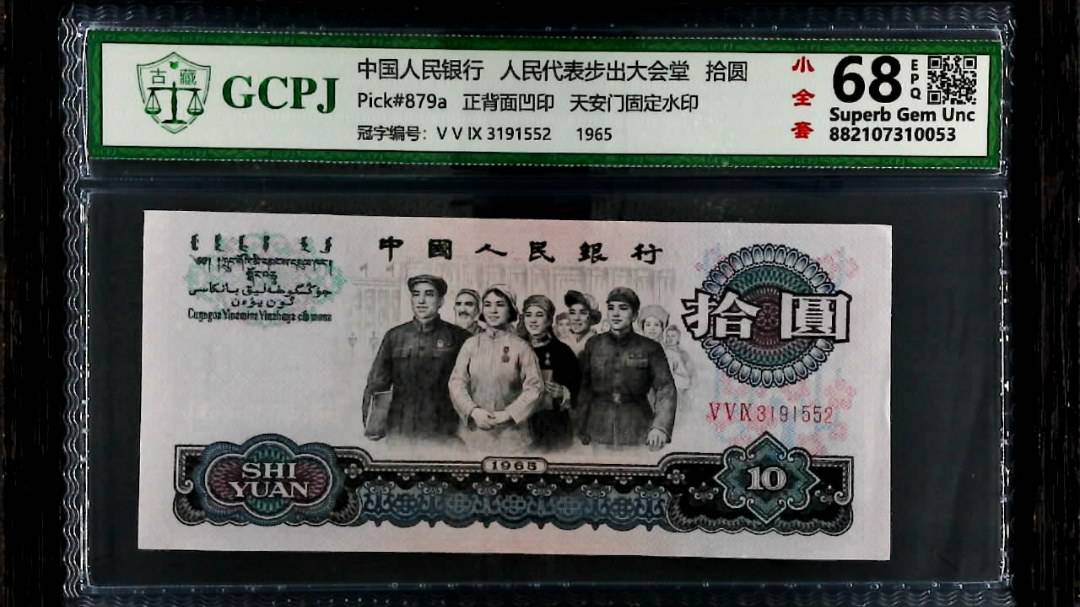 古藏
GCPJ
中国人民银行 人民代表步出大会堂 拾圆
Pick#879a 正背面凹印 天安门固定水印
冠字编号: V V IX 3191552 1965
小全套
68
EPQ
Superb Gem Unc
882107310053
中國人民銀行
拾圓
VVIX3191552
1965
SHI
YUAN
10